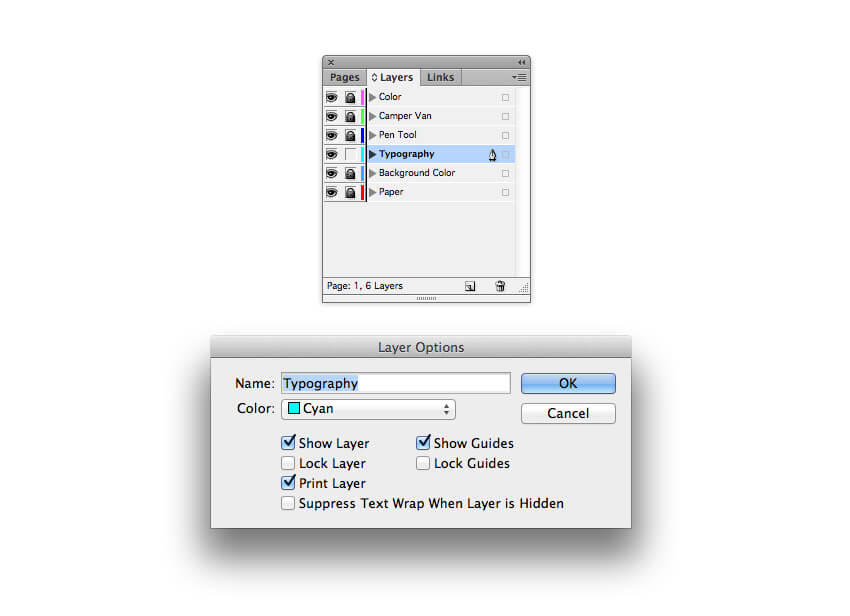 Pages Layers Links
Color
Camper Van
Pen Tool
Typography
Background Color
Paper
Page: 1, 6 Layers
Layer Options
Name: Typography OK
Color: Cyan Cancel
Show Layer Show Guides
Lock Layer Lock Guides
Print Layer
Suppress Text Wrap When Layer is Hidden